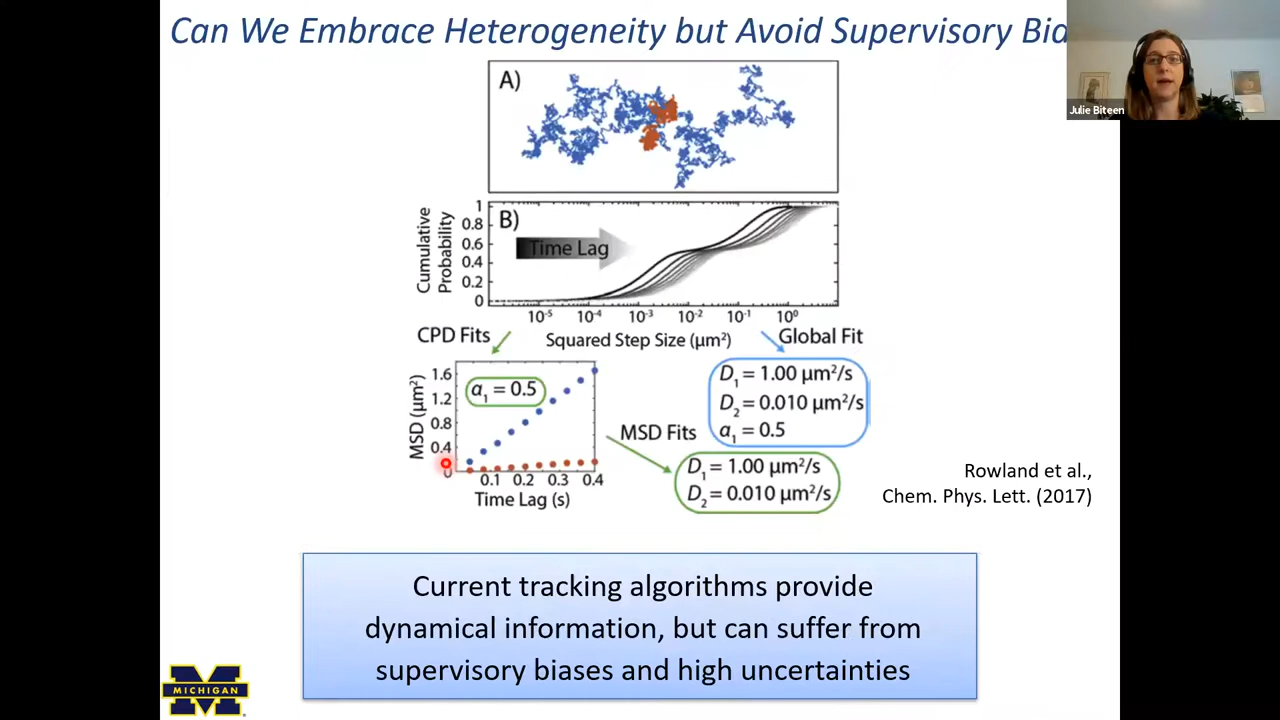 Can We Embrace Heterogeneity but Avoid Supervisory Bia
Julie Biteen
A)
B)
Cumulative
Probability
1
0.8
0.6
0.4
0.2
0
Time Lag
10⁻⁵ 10⁻⁴ 10⁻³ 10⁻² 10⁻¹ 10⁰
Squared Step Size (μm²)
CPD Fits
Global Fit
MSD (μm²)
1.6
1.2
0.8
0.4
0
α₁ = 0.5
0.1 0.2 0.3 0.4
Time Lag (s)
MSD Fits
D₁ = 1.00 μm²/s
D₂ = 0.010 μm²/s
α₁ = 0.5
D₁ = 1.00 μm²/s
D₂ = 0.010 μm²/s
Rowland et al.,
Chem. Phys. Lett. (2017)
Current tracking algorithms provide
dynamical information, but can suffer from
supervisory biases and high uncertainties
MICHIGAN